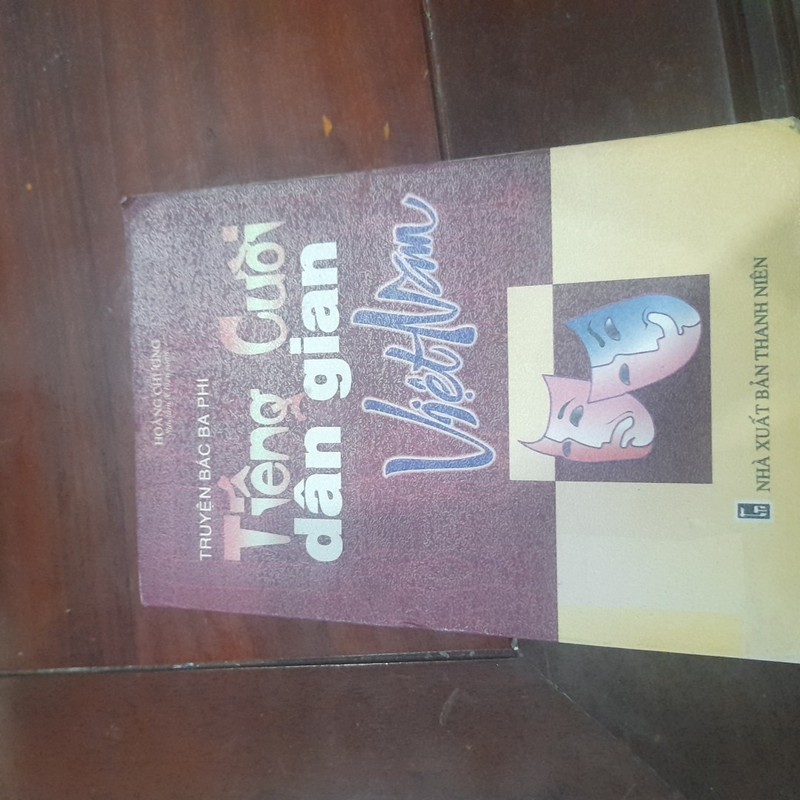 HOÀNG CHƯƠNG
TRUYỆN BÁC BA PHI
Tiếng Cười
dân gian
Việt Nam
NHÀ XUẤT BẢN THANH NIÊN